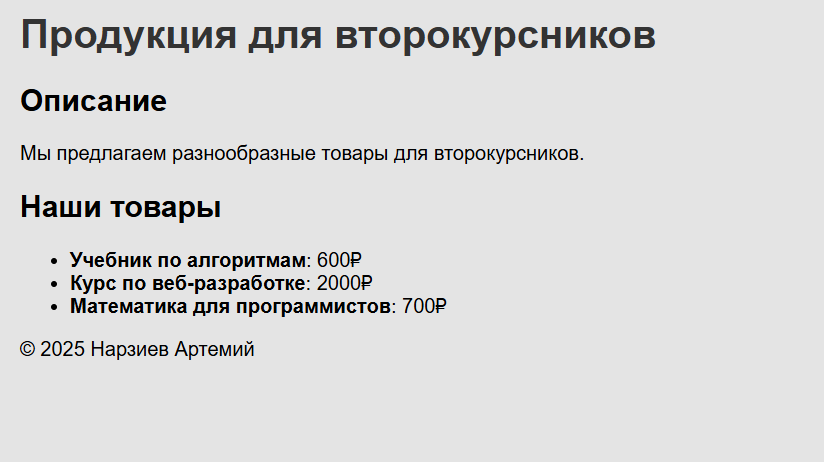 Продукция для второкурсников
Описание
Мы предлагаем разнообразные товары для второкурсников.
Наши товары
• Учебник по алгоритмам: 600₽
• Курс по веб-разработке: 2000₽
• Математика для программистов: 700₽
© 2025 Нарзиев Артемий